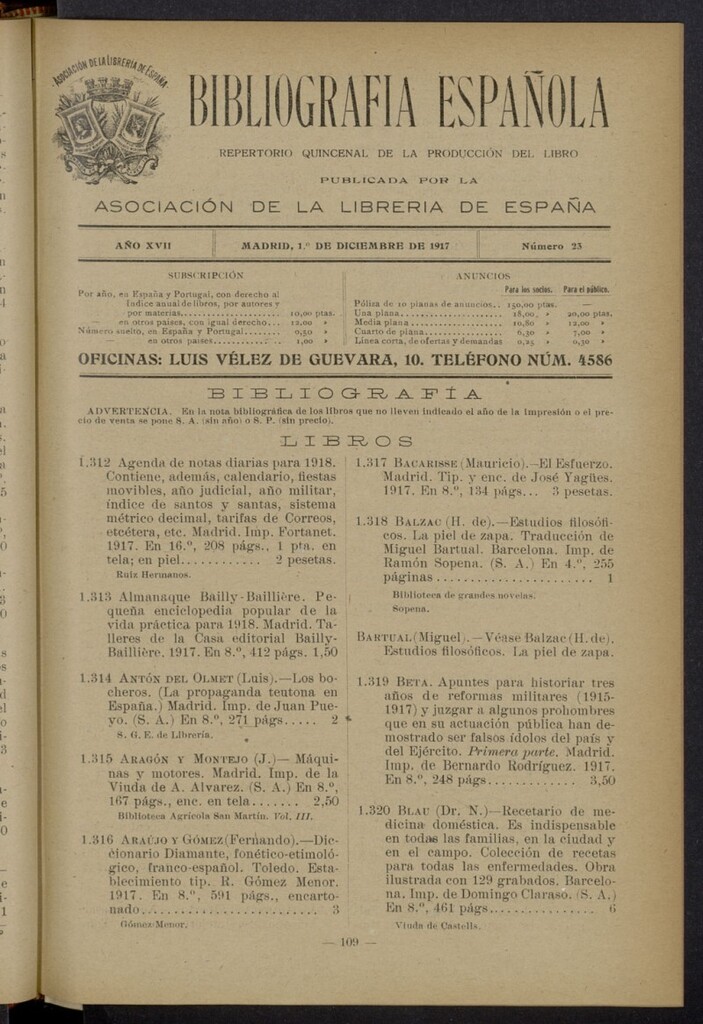 ASOCIACIÓN DE LA LIBRERIA DE ESPAÑA
BIBLIOGRAFIA ESPAÑOLA
REPERTORIO QUINCENAL DE LA PRODUCCIÓN DEL LIBRO
PUBLICADA POR LA
ASOCIACIÓN DE LA LIBRERIA DE ESPAÑA
AÑO XVII
MADRID, 1.º DE DICIEMBRE DE 1917
Número 23
SUBSCRIPCIÓN
Por año, en España y Portugal, con derecho al
Indice anual de libros, por autores y
por materias.................. 10,00 ptas.
— en otros países, con igual derecho... 12,00 »
Número suelto, en España y Portugal........ 0,50 »
— en otros países............... 1,00 »
ANUNCIOS
Para los socios. Para el público.
Póliza de 10 planas de anuncios.. 150,00 ptas. —
Una plana................ 18,00, » 20,00 ptas.
Media plana................ 10,80 » 12,00 »
Cuarto de plana................ 6,30 » 7,00 »
Línea corta, de ofertas y demandas 0,25 » 0,30 »
OFICINAS: LUIS VÉLEZ DE GUEVARA, 10. TELÉFONO NÚM. 4586
BIBLIOGRAFÍA
ADVERTENCIA. En la nota bibliográfica de los libros que no lleven indicado el año de la impresión o el pre-
cio de venta se pone S. A. (sin año) o S. P. (sin precio).
LIBROS
1.312 Agenda de notas diarias para 1918.
Contiene, además, calendario, fiestas
movibles, año judicial, año militar,
índice de santos y santas, sistema
métrico decimal, tarifas de Correos,
etcétera, etc. Madrid. Imp. Fortanet.
1917. En 16.º, 208 págs., 1 pta. en
tela; en piel............ 2 pesetas.
Ruiz Hermanos.
1.313 Almanaque Bailly-Baillière. Pe-
queña enciclopedia popular de la
vida práctica para 1918. Madrid. Ta-
lleres de la Casa editorial Bailly-
Baillière. 1917. En 8.º, 412 págs. 1,50
1.314 ANTÓN DEL OLMET (Luis).—Los bo-
cheros. (La propaganda teutona en
España.) Madrid. Imp. de Juan Pue-
yo. (S. A.) En 8.º, 271 págs..... 2
S. G. E. de Librería.
1.315 ARAGÓN Y MONTEJO (J.)— Máqui-
nas y motores. Madrid. Imp. de la
Viuda de A. Alvarez. (S. A.) En 8.º,
167 págs., enc. en tela....... 2,50
Biblioteca Agrícola San Martín. Vol. III.
1.316 ARAÚJO Y GÓMEZ (Fernando).—Dic-
cionario Diamante, fonético-etimoló-
gico, franco-español. Toledo. Esta-
blecimiento tip. R. Gómez Menor.
1917. En 8.º, 591 págs., encarto-
nado...................... 3
Gómez-Menor.
1.317 BACARISSE (Mauricio).—El Esfuerzo.
Madrid. Tip. y enc. de José Yagües.
1917. En 8.º, 134 págs... 3 pesetas.
1.318 BALZAC (H. de).—Estudios filosófi-
cos. La piel de zapa. Traducción de
Miguel Bartual. Barcelona. Imp. de
Ramón Sopena. (S. A.) En 4.º, 255
páginas.................... 1
Biblioteca de grandes novelas.
Sopena.
BARTUAL (Miguel).—Véase Balzac (H. de).
Estudios filosóficos. La piel de zapa.
1.319 BETA. Apuntes para historiar tres
años de reformas militares (1915-
1917) y juzgar a algunos prohombres
que en su actuación pública han de-
mostrado ser falsos ídolos del país y
del Ejército. Primera parte. Madrid.
Imp. de Bernardo Rodríguez. 1917.
En 8.º, 248 págs............. 3,50
1.320 BLAU (Dr. N.)—Recetario de me-
dicina doméstica. Es indispensable
en todas las familias, en la ciudad y
en el campo. Colección de recetas
para todas las enfermedades. Obra
ilustrada con 129 grabados. Barcelo-
na. Imp. de Domingo Claraso. (S. A.)
En 8.º, 461 págs............. 6
Viuda de Castells.
— 109 —